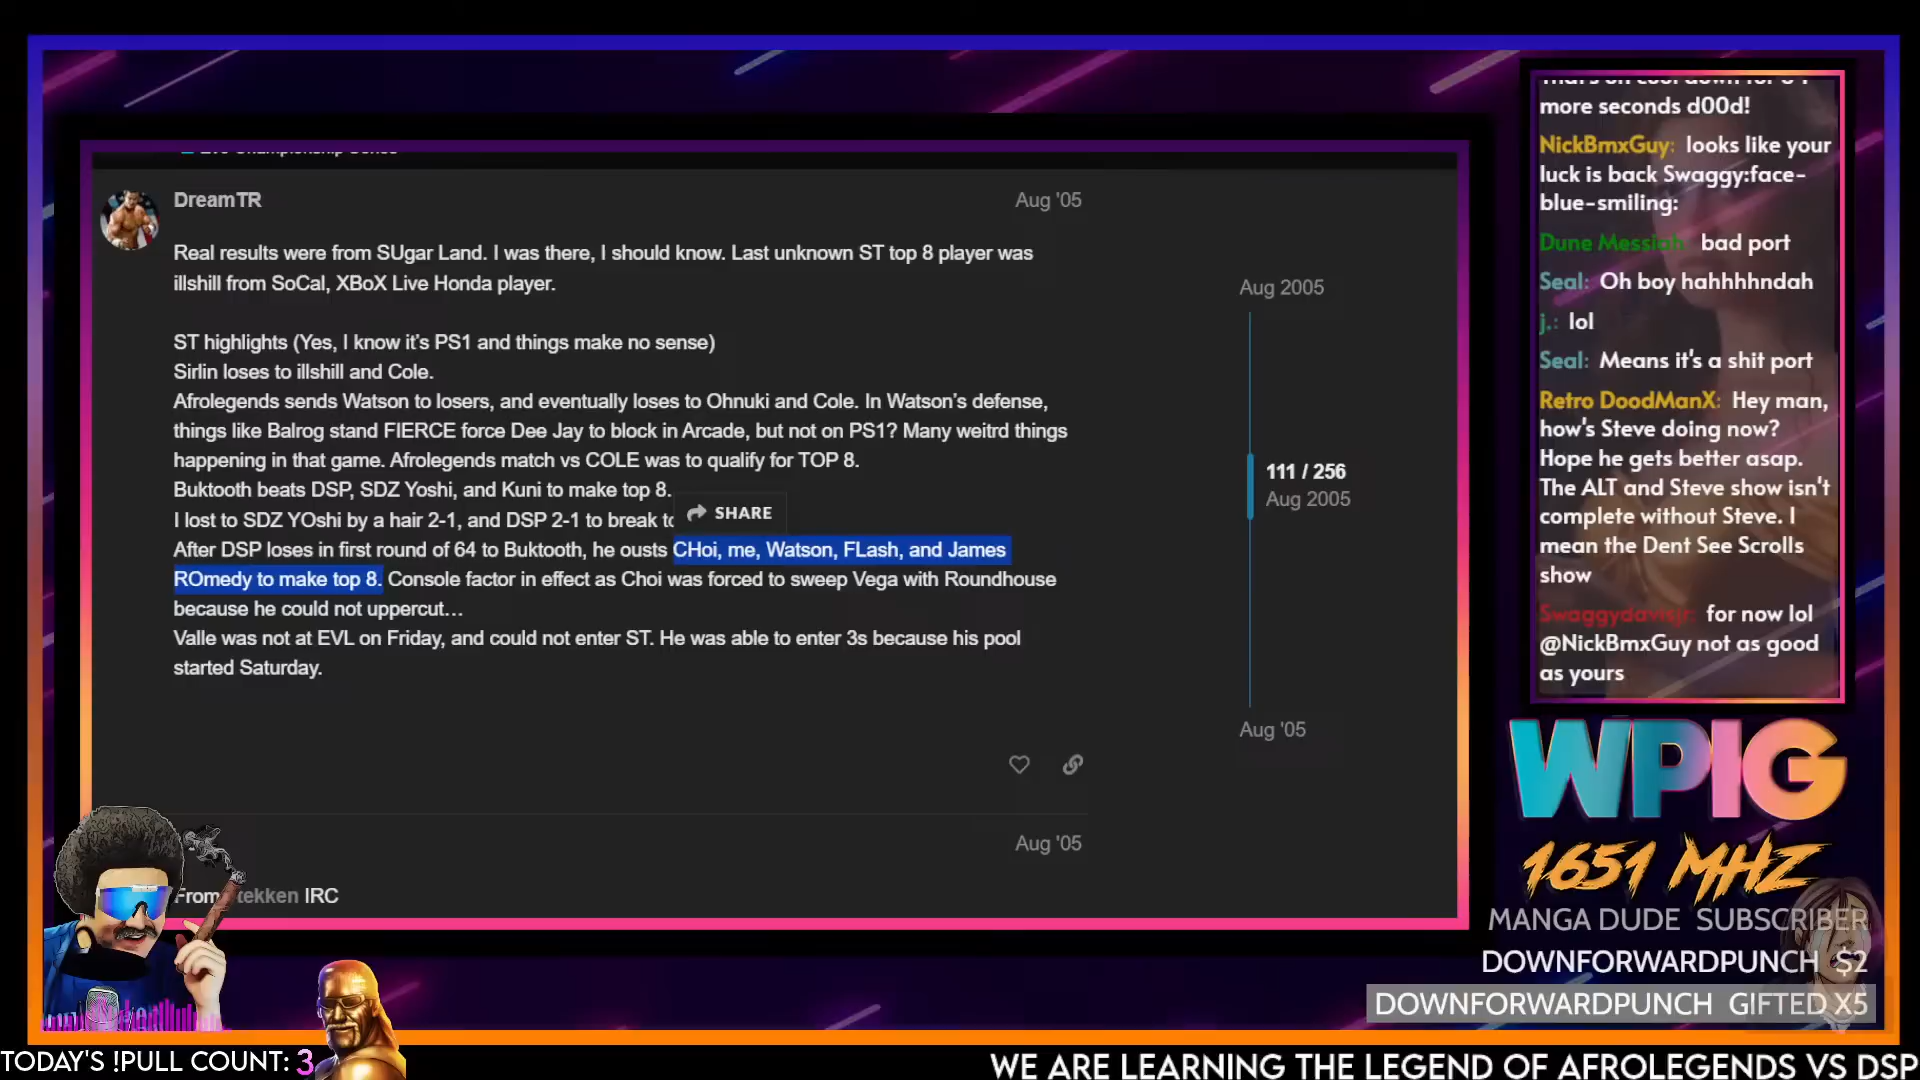 Evo Championship Series
DreamTR
Aug '05
Real results were from SUgar Land. I was there, I should know. Last unknown ST top 8 player was
illshill from SoCal, XBoX Live Honda player.
ST highlights (Yes, I know it's PS1 and things make no sense)
Sirlin loses to illshill and Cole.
Afrolegends sends Watson to losers, and eventually loses to Ohnuki and Cole. In Watson's defense,
things like Balrog stand FIERCE force Dee Jay to block in Arcade, but not on PS1? Many weitrd things
happening in that game. Afrolegends match vs COLE was to qualify for TOP 8.
Buktooth beats DSP, SDZ Yoshi, and Kuni to make top 8.
I lost to SDZ YOshi by a hair 2-1, and DSP 2-1 to break
SHARE
After DSP loses in first round of 64 to Buktooth, he ousts CHoi, me, Watson, FLash, and James
ROmedy to make top 8. Console factor in effect as Choi was forced to sweep Vega with Roundhouse
because he could not uppercut…
Valle was not at EVL on Friday, and could not enter ST. He was able to enter 3s because his pool
started Saturday.
Aug 2005
111 / 256
Aug 2005
Aug '05
Aug '05
From tekken IRC
more seconds d00d!
NickBmxGuy: looks like your
luck is back Swaggy:face-
blue-smiling:
Dune Messiah: bad port
Seal: Oh boy hahhhhndah
j.: lol
Seal: Means it's a shit port
Retro DoodManX: Hey man,
how's Steve doing now?
Hope he gets better asap.
The ALT and Steve show isn't
complete without Steve. I
mean the Dent See Scrolls
show
Swaggydavisjr: for now lol
@NickBmxGuy not as good
as yours
WPIG
1651 MHZ
MANGA DUDE SUBSCRIBER
DOWNFORWARDPUNCH $2
DOWNFORWARDPUNCH GIFTED X5
TODAY'S !PULL COUNT: 3
WE ARE LEARNING THE LEGEND OF AFROLEGENDS VS DSP